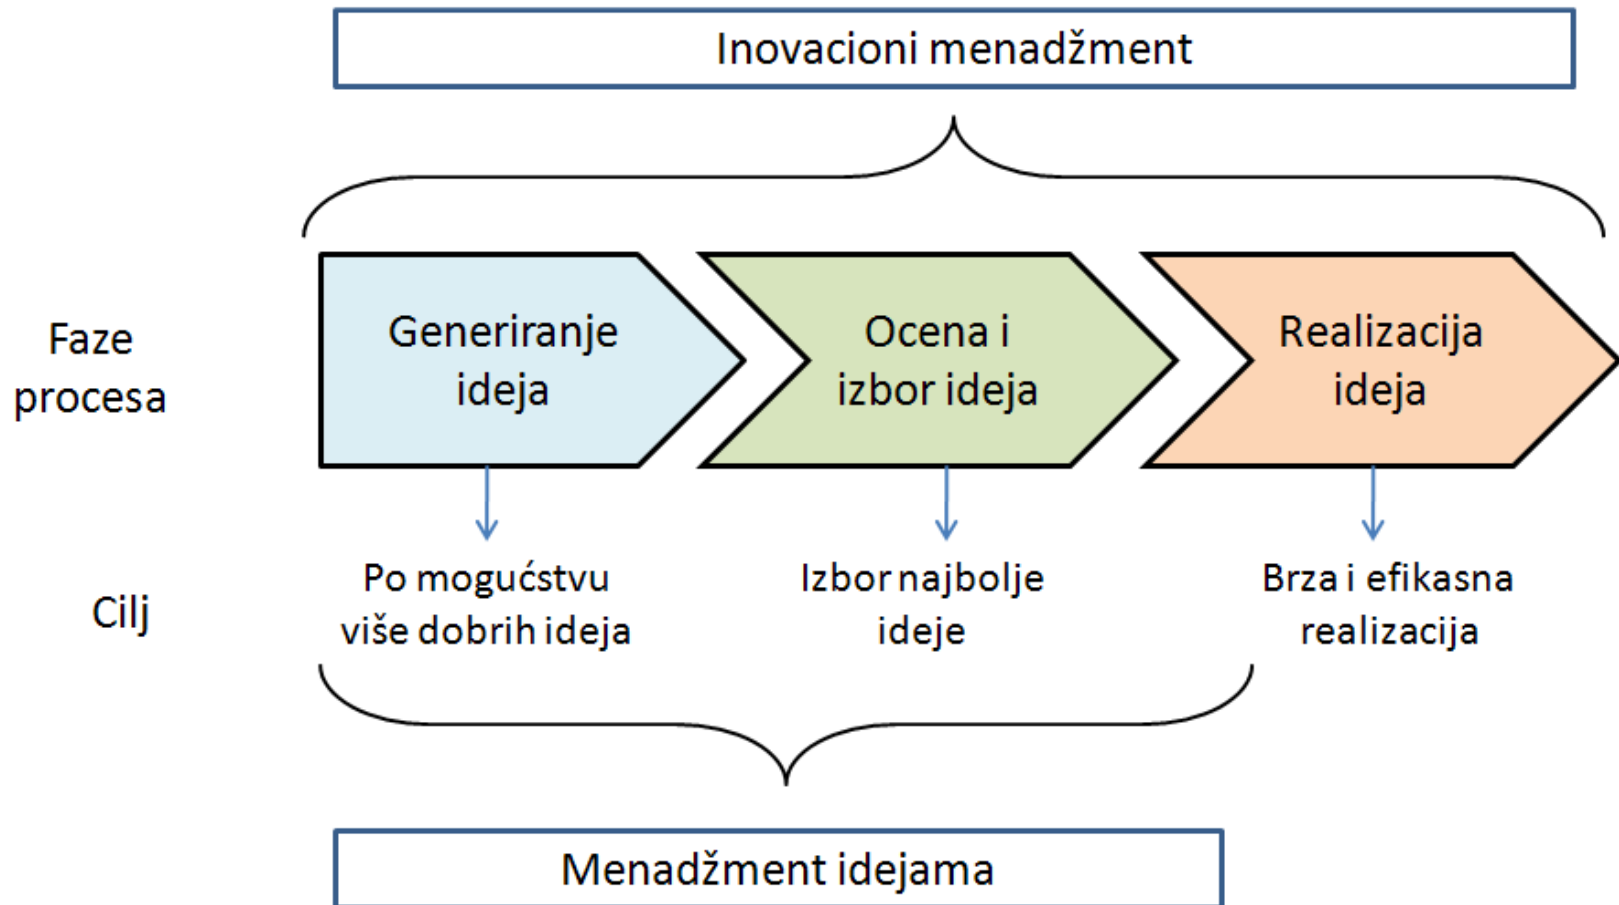 Inovacioni menadžment
Faze
procesa
Generiranje
ideja
Ocena i
izbor ideja
Realizacija
ideja
Cilj
Po mogućstvu
više dobrih ideja
Izbor najbolje
ideje
Brza i efikasna
realizacija
Menadžment idejama